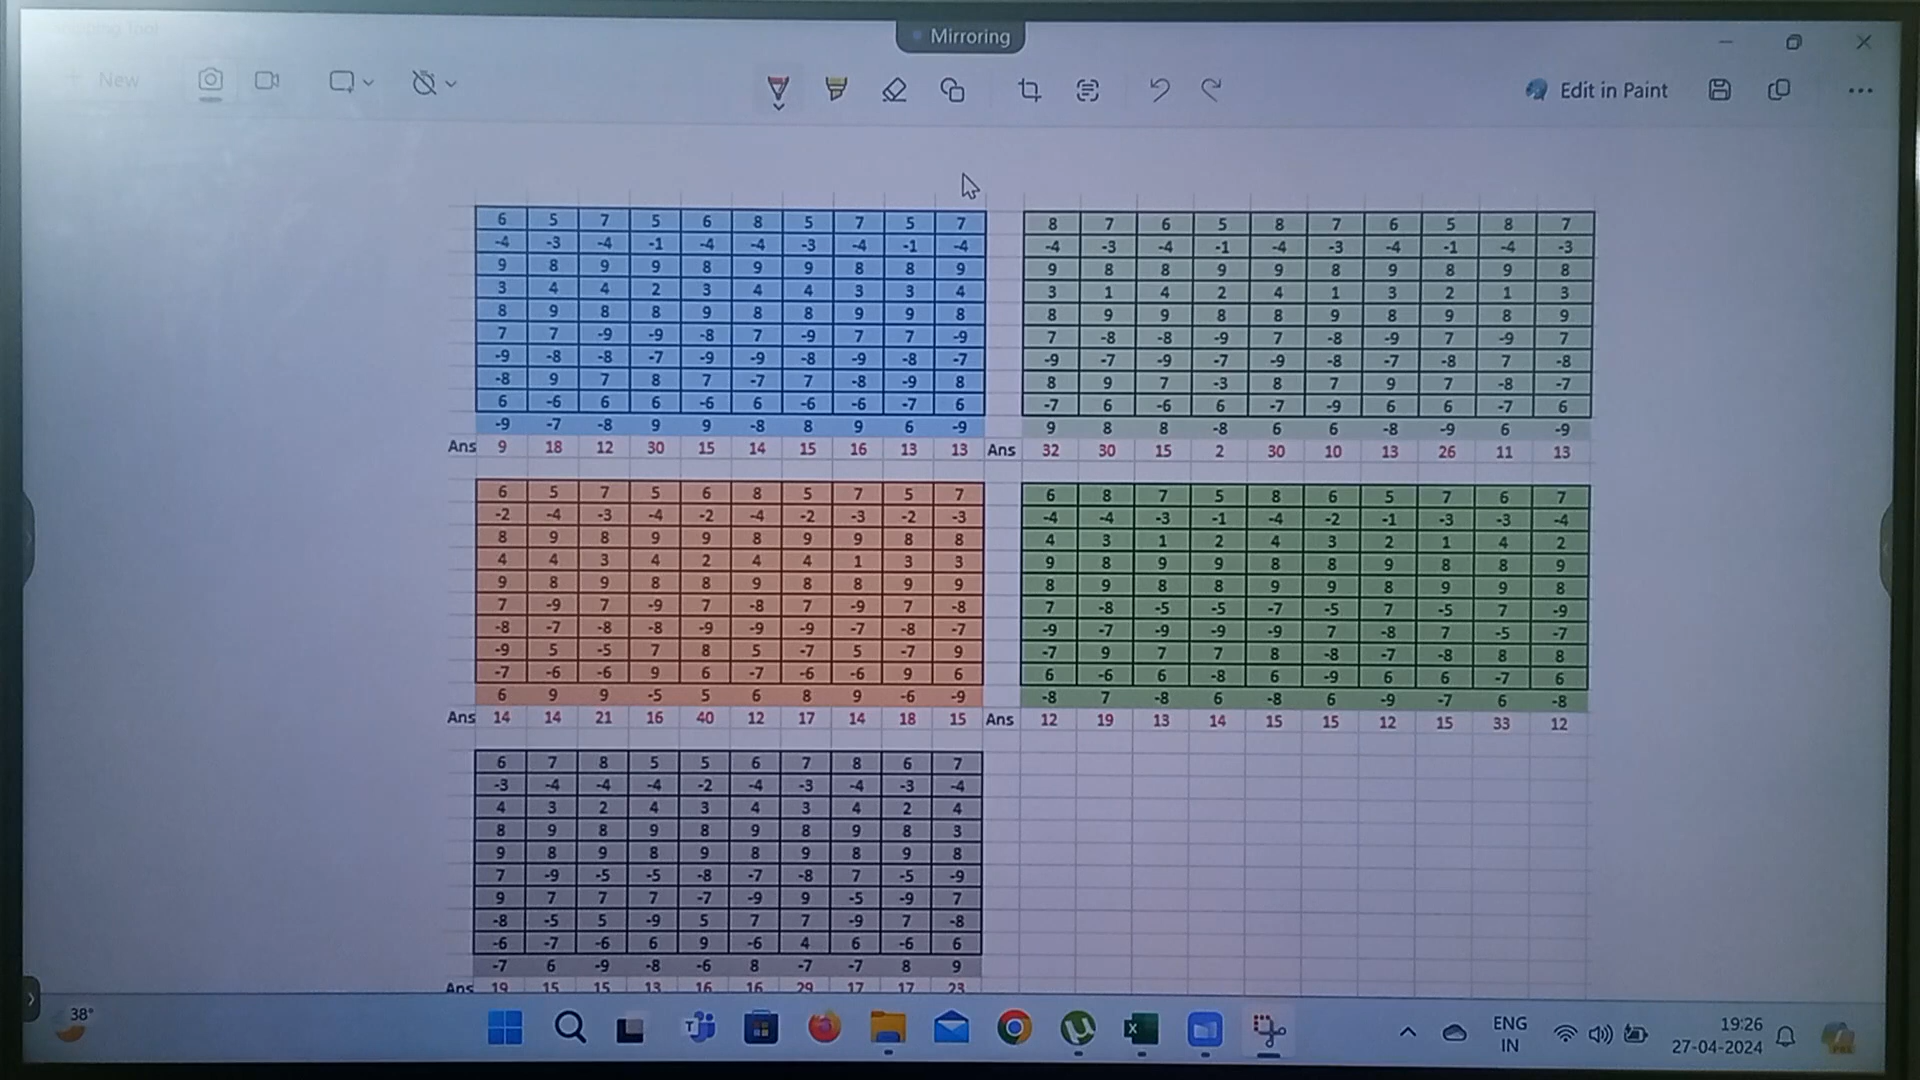 Mirroring
New
Edit in Paint
6 5 7 5 6 8 5 7 5 7
-4 -3 -4 -1 -4 -4 -3 -4 -1 -4
9 8 9 9 8 9 9 8 8 9
3 4 4 2 3 4 4 3 3 4
8 9 8 8 9 8 8 9 9 8
7 7 -9 -9 -8 7 -9 7 7 -9
-9 -8 -8 -7 -9 -9 -8 -9 -8 -7
-8 9 7 8 7 -7 7 -8 -9 8
6 -6 6 6 -6 6 -6 -6 -7 6
-9 -7 -8 9 9 -8 8 9 6 -9
Ans 9 18 12 30 15 14 15 16 13 13
8 7 6 5 8 7 6 5 8 7
-4 -3 -4 -1 -4 -3 -4 -1 -4 -3
9 8 8 9 9 8 9 8 9 8
3 1 4 2 4 1 3 2 1 3
8 9 9 8 8 9 8 9 8 9
7 -8 -8 -9 7 -8 -9 7 -9 7
-9 -7 -9 -7 -9 -8 -7 -8 7 -8
8 9 7 -3 8 7 9 7 -8 -7
-7 6 -6 6 -7 -9 6 6 -7 6
9 8 8 -8 6 6 -8 -9 6 -9
Ans 32 30 15 2 30 10 13 26 11 13
6 5 7 5 6 8 5 7 5 7
-2 -4 -3 -4 -2 -4 -2 -3 -2 -3
8 9 8 9 9 8 9 9 8 8
4 4 3 4 2 4 4 1 3 3
9 8 9 8 8 9 8 8 9 9
7 -9 7 -9 7 -8 7 -9 7 -8
-8 -7 -8 -8 -9 -9 -9 -7 -8 -7
-9 5 -5 7 8 5 -7 5 -7 9
-7 -6 -6 9 6 -7 -6 -6 9 6
6 9 9 -5 5 6 8 9 -6 -9
Ans 14 14 21 16 40 12 17 14 18 15
6 8 7 5 8 6 5 7 6 7
-4 -4 -3 -1 -4 -2 -1 -3 -3 -4
4 3 1 2 4 3 2 1 4 2
9 8 9 9 8 8 9 8 8 9
8 9 8 8 9 9 8 9 9 8
7 -8 -5 -5 -7 -5 7 -5 7 -9
-9 -7 -9 -9 -9 7 -8 7 -5 -7
-7 9 7 7 8 -8 -7 -8 8 8
6 -6 6 -8 6 -9 6 6 -7 6
-8 7 -8 6 -8 6 -9 -7 6 -8
Ans 12 19 13 14 15 15 12 15 33 12
6 7 8 5 5 6 7 8 6 7
-3 -4 -4 -4 -2 -4 -3 -4 -3 -4
4 3 2 4 3 4 3 4 2 4
8 9 8 9 8 9 8 9 8 3
9 8 9 8 9 8 9 8 9 8
7 -9 -5 -5 -8 -7 -8 7 -5 -9
9 7 7 7 -7 -9 9 -5 -9 7
-8 -5 5 -9 5 7 7 -9 7 -8
-6 -7 -6 6 9 -6 4 6 -6 6
-7 6 -9 -8 -6 8 -7 -7 8 9
Ans 19 15 15 13 16 16 29 17 17 23
38°
ENG
IN
19:26
27-04-2024